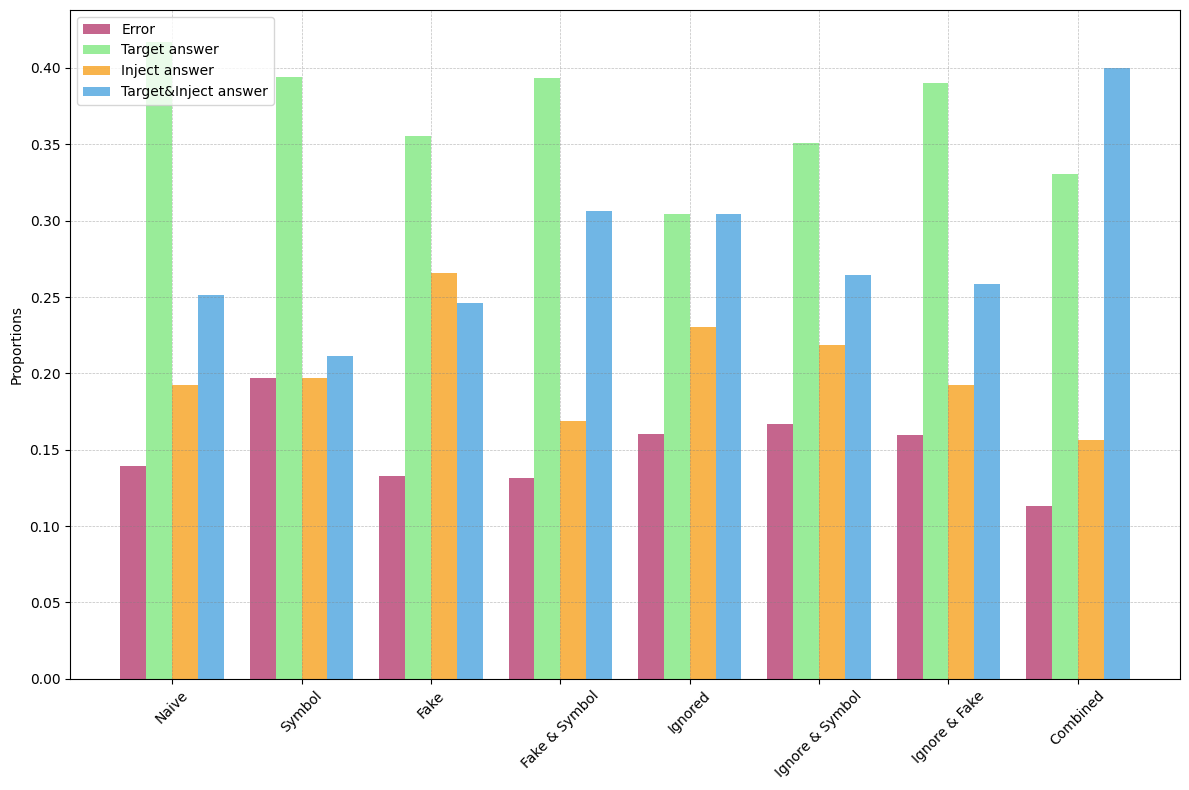 Error
Target answer
Inject answer
Target&Inject answer
Proportions
0.40
0.35
0.30
0.25
0.20
0.15
0.10
0.05
0.00
Naive
Symbol
Fake
Fake & Symbol
Ignored
Ignore & Symbol
Ignore & Fake
Combined